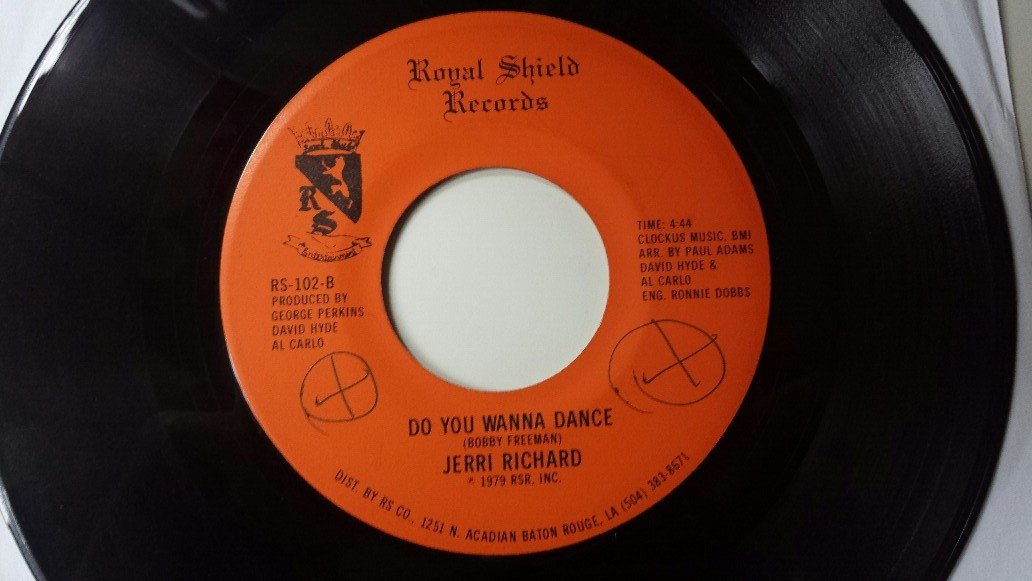 Royal Shield
Records
R
S
Entertainment
RS-102-B
PRODUCED BY
GEORGE PERKINS
DAVID HYDE
AL CARLO
TIME: 4:44
CLOCKUS MUSIC, BMI
ARR. BY PAUL ADAMS
DAVID HYDE &
AL CARLO
ENG. RONNIE DOBBS
DO YOU WANNA DANCE
(BOBBY FREEMAN)
JERRI RICHARD
℗ 1979 RSR, INC.
DIST. BY RS CO., 1251 N. ACADIAN BATON ROUGE, LA (504) 383-8671